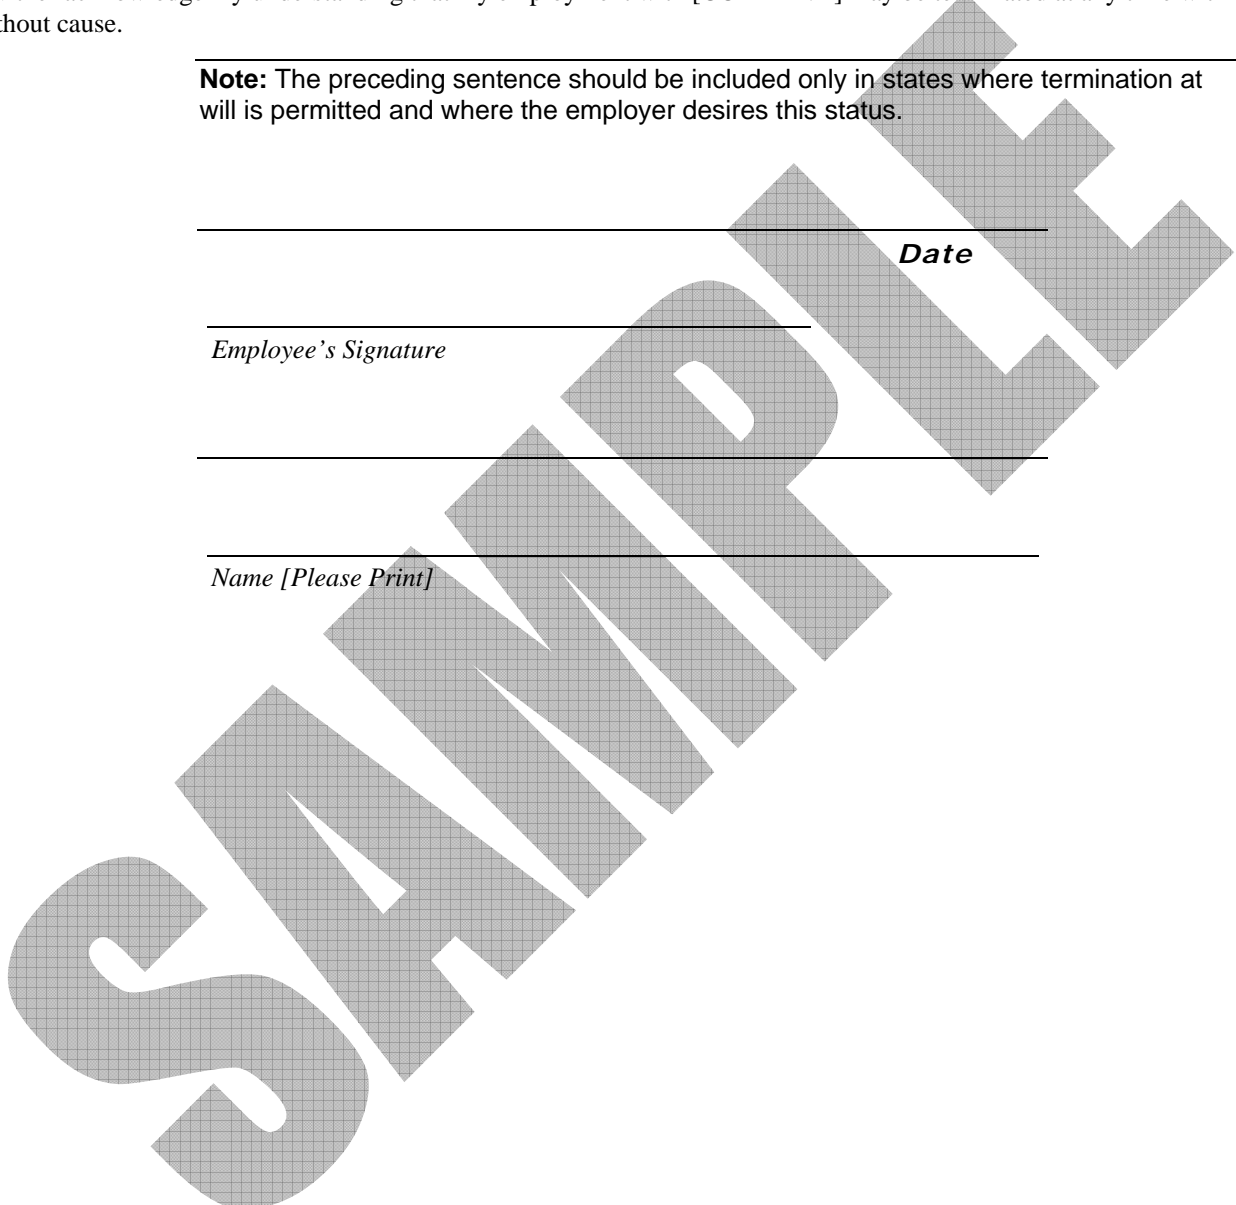 thout cause.
Note: The preceding sentence should be included only in states where termination at
will is permitted and where the employer desires this status.
Date
Employee's Signature
Name [Please Print]
SAMPLE